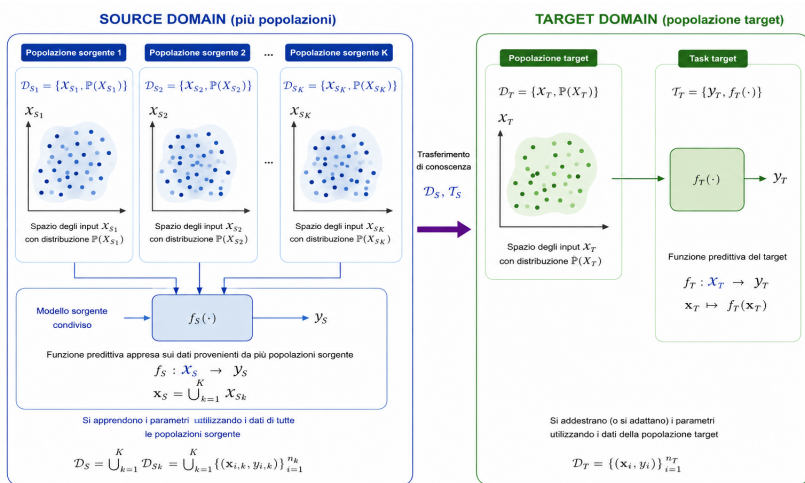 SOURCE DOMAIN (più popolazioni)
Popolazione sorgente 1
Popolazione sorgente 2
...
Popolazione sorgente K
𝒟_{S_1} = {𝒳_{S_1}, ℙ(X_{S_1})}
𝒟_{S_2} = {𝒳_{S_2}, ℙ(X_{S_2})}
𝒟_{S_K} = {𝒳_{S_K}, ℙ(X_{S_K})}
𝒳_{S_1}
𝒳_{S_2}
𝒳_{S_K}
...
Spazio degli input 𝒳_{S_1}
con distribuzione ℙ(X_{S_1})
Spazio degli input 𝒳_{S_2}
con distribuzione ℙ(X_{S_2})
Spazio degli input 𝒳_{S_K}
con distribuzione ℙ(X_{S_K})
Modello sorgente
condiviso
f_S(·)
𝒴_S
Funzione predittiva appresa sui dati provenienti da più popolazioni sorgente
f_S : 𝒳_S → 𝒴_S
𝐱_S = ⋃_{k=1}^{K} 𝒳_{Sk}
Si apprendono i parametri utilizzando i dati di tutte
le popolazioni sorgente
𝒟_S = ⋃_{k=1}^{K} 𝒟_{Sk} = ⋃_{k=1}^{K} {(𝐱_{i,k}, y_{i,k})}_{i=1}^{n_k}
Trasferimento
di conoscenza
𝒟_S, 𝒯_S
TARGET DOMAIN (popolazione target)
Popolazione target
𝒟_T = {𝒳_T, ℙ(X_T)}
𝒳_T
Spazio degli input 𝒳_T
con distribuzione ℙ(X_T)
Task target
𝒯_T = {𝒴_T, f_T(·)}
f_T(·)
𝒴_T
Funzione predittiva del target
f_T : 𝒳_T → 𝒴_T
𝐱_T ↦ f_T(𝐱_T)
Si addestrano (o si adattano) i parametri
utilizzando i dati della popolazione target
𝒟_T = {(𝐱_i, y_i)}_{i=1}^{n_T}